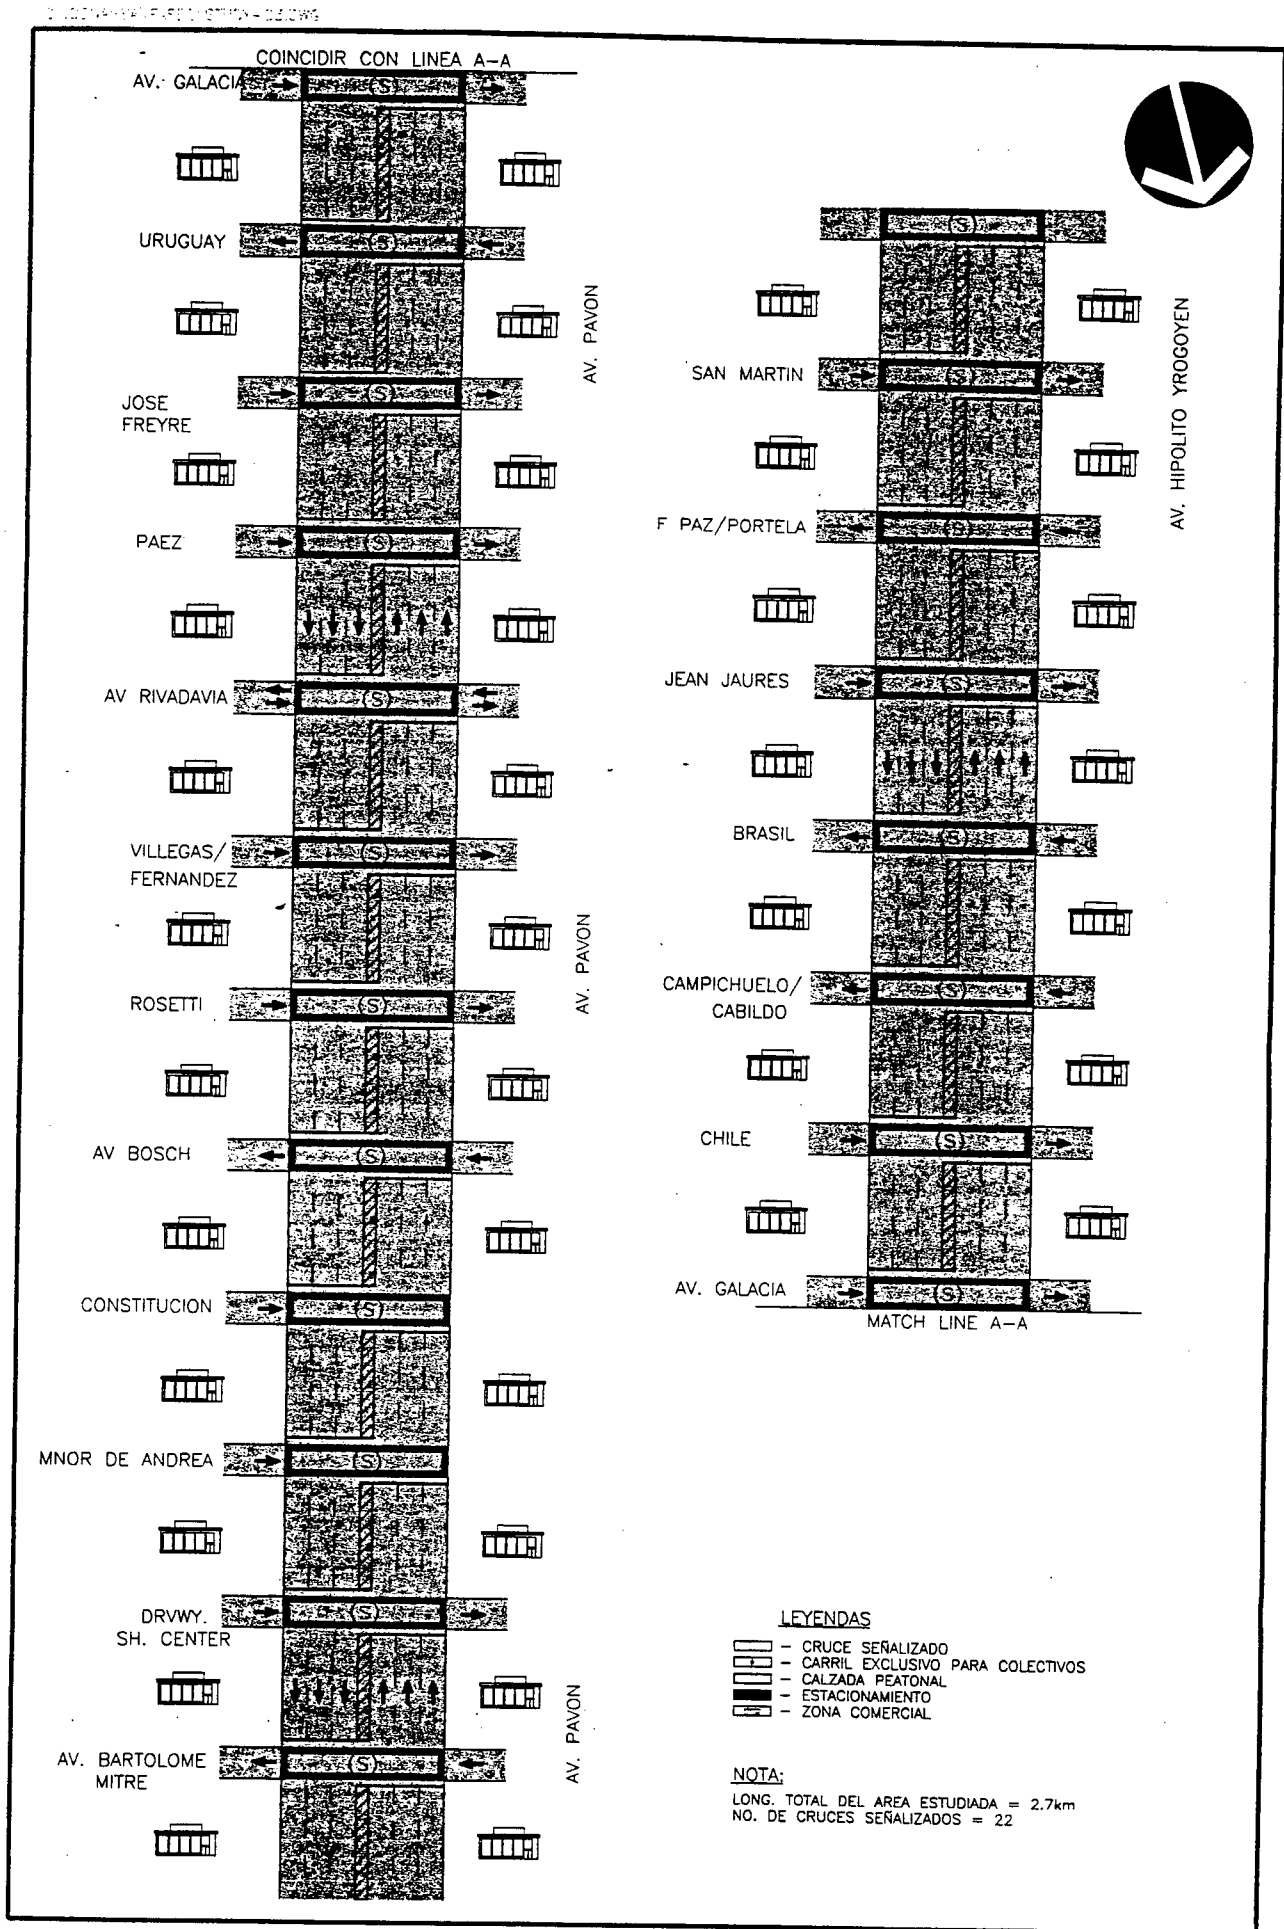 COINCIDIR CON LINEA A-A
AV. GALACIA
S
URUGUAY
S
AV. PAVON
JOSE
FREYRE
S
PAEZ
S
AV RIVADAVIA
S
VILLEGAS/
FERNANDEZ
S
AV. PAVON
ROSETTI
S
AV BOSCH
S
CONSTITUCION
S
MNOR DE ANDREA
S
DRVWY.
SH. CENTER
S
AV. PAVON
AV. BARTOLOME
MITRE
S
S
AV. HIPOLITO YROGOYEN
SAN MARTIN
S
F PAZ/PORTELA
S
JEAN JAURES
S
BRASIL
S
CAMPICHUELO/
CABILDO
S
CHILE
S
AV. GALACIA
S
MATCH LINE A-A
LEYENDAS
- CRUCE SEÑALIZADO
- CARRIL EXCLUSIVO PARA COLECTIVOS
- CALZADA PEATONAL
- ESTACIONAMIENTO
- ZONA COMERCIAL
NOTA:
LONG. TOTAL DEL AREA ESTUDIADA = 2.7km
NO. DE CRUCES SEÑALIZADOS = 22